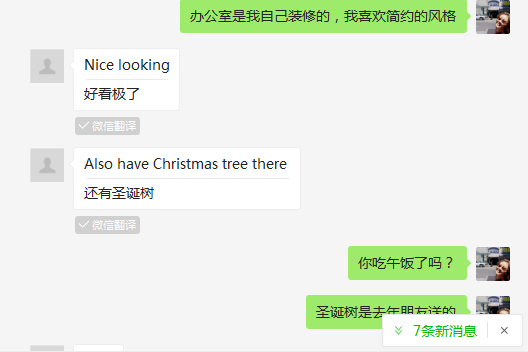 办公室是我自己装修的，我喜欢简约的风格
Nice looking
好看极了
微信翻译
Also have Christmas tree there
还有圣诞树
微信翻译
你吃午饭了吗？
圣诞树是去年朋友送的
7条新消息